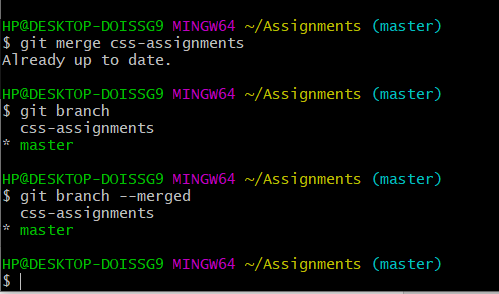 HP@DESKTOP-DOISSG9 MINGW64 ~/Assignments (master)
$ git merge css-assignments
Already up to date.
HP@DESKTOP-DOISSG9 MINGW64 ~/Assignments (master)
$ git branch
  css-assignments
* master
HP@DESKTOP-DOISSG9 MINGW64 ~/Assignments (master)
$ git branch --merged
  css-assignments
* master
HP@DESKTOP-DOISSG9 MINGW64 ~/Assignments (master)
$